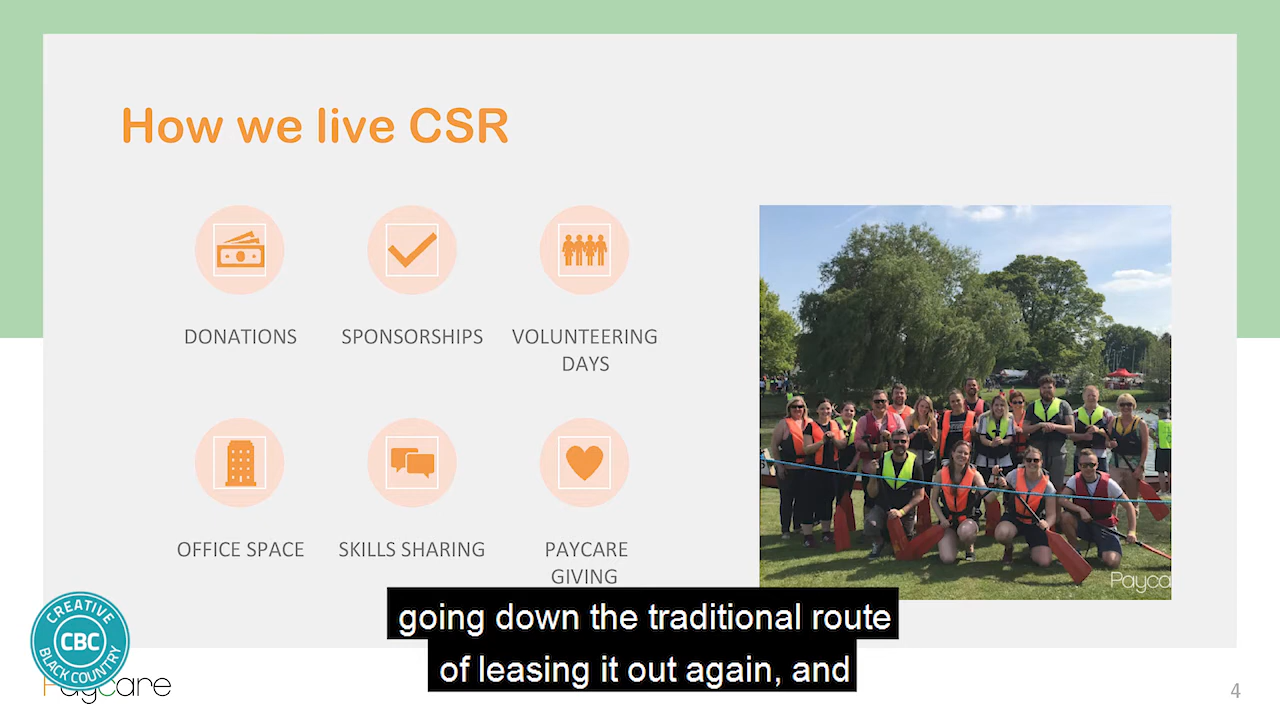 How we live CSR
DONATIONS
SPONSORSHIPS
VOLUNTEERING
DAYS
OFFICE SPACE
SKILLS SHARING
PAYCARE
GIVING
Payca
going down the traditional route
of leasing it out again, and
CREATIVE
CBC
BLACK COUNTRY
Paycare
4